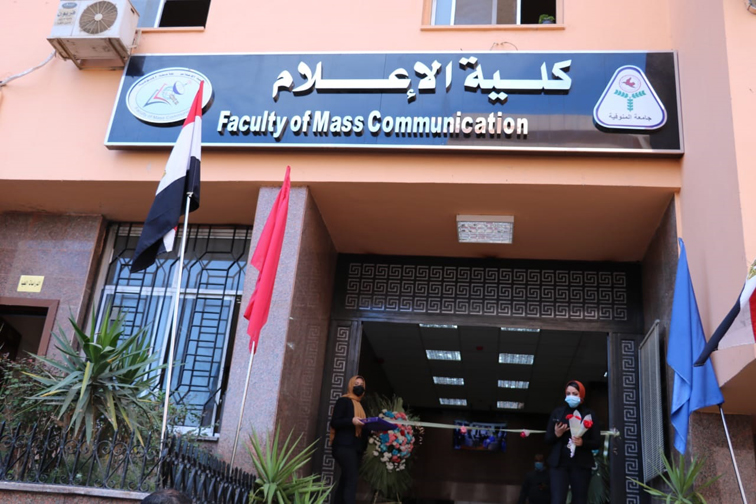 كلية الإعلام
Faculty of Mass Communication
جامعة المنوفية